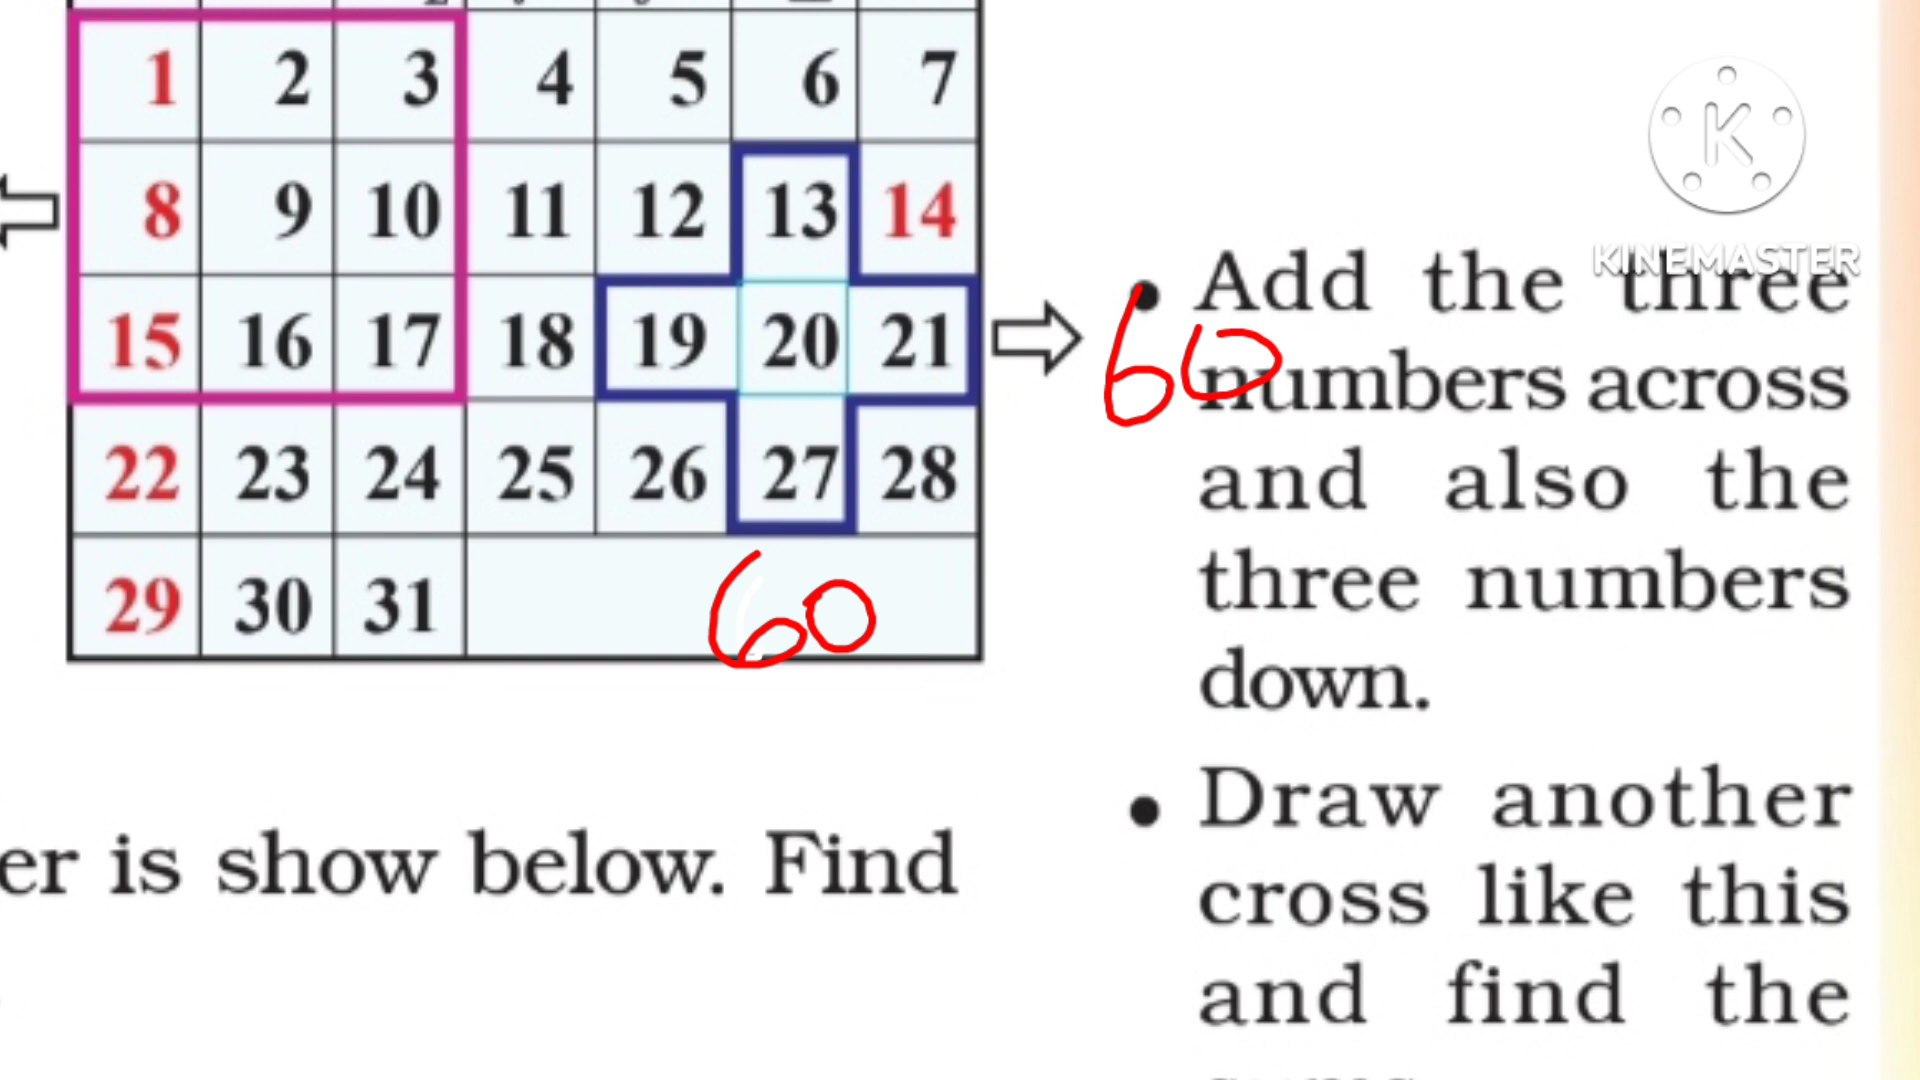 1 2 3 4 5 6 7
8 9 10 11 12 13 14
15 16 17 18 19 20 21
22 23 24 25 26 27 28
29 30 31
60
60
K
KINEMASTER
• Add the three
numbers across
and also the
three numbers
down.
• Draw another
cross like this
and find the
er is show below. Find